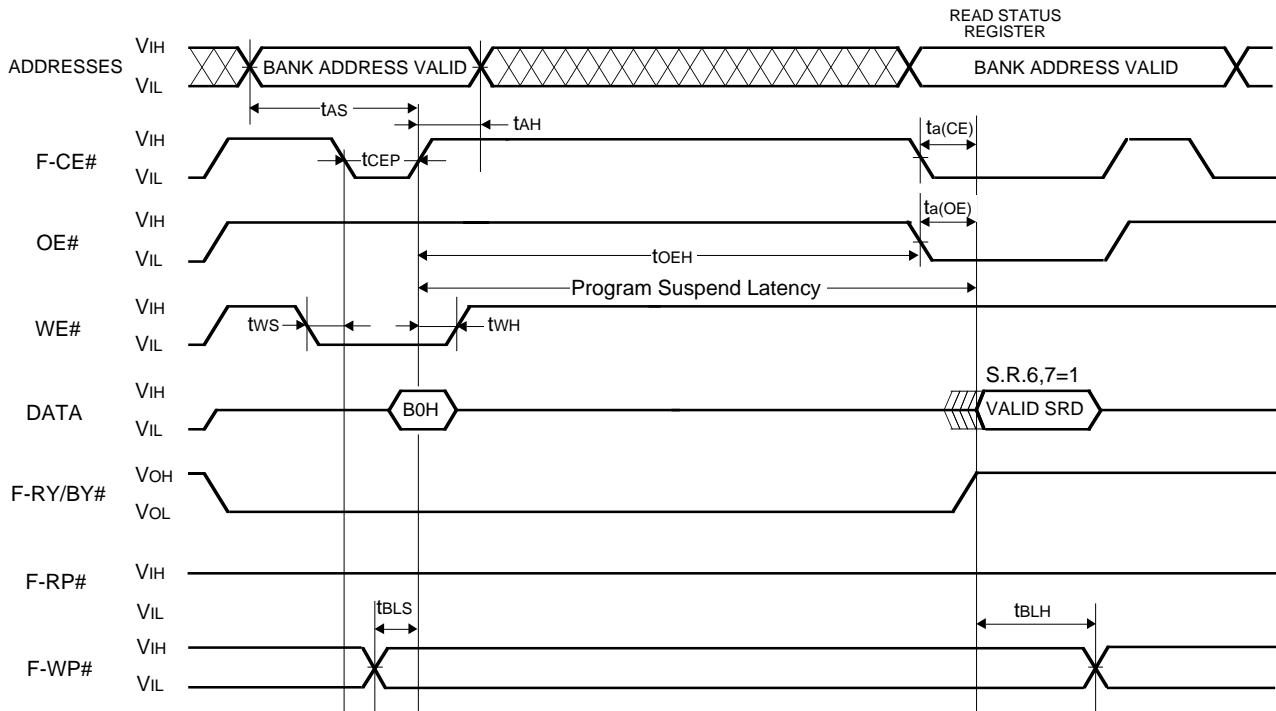 READ STATUS
REGISTER
ADDRESSES
VIH
VIL
BANK ADDRESS VALID
BANK ADDRESS VALID
tAS
tAH
F-CE#
VIH
VIL
tCEP
ta(CE)
OE#
VIH
VIL
ta(OE)
tOEH
Program Suspend Latency
WE#
VIH
VIL
tWS
tWH
DATA
VIH
VIL
B0H
S.R.6,7=1
VALID SRD
F-RY/BY#
VOH
VOL
F-RP#
VIH
VIL
tBLS
tBLH
F-WP#
VIH
VIL